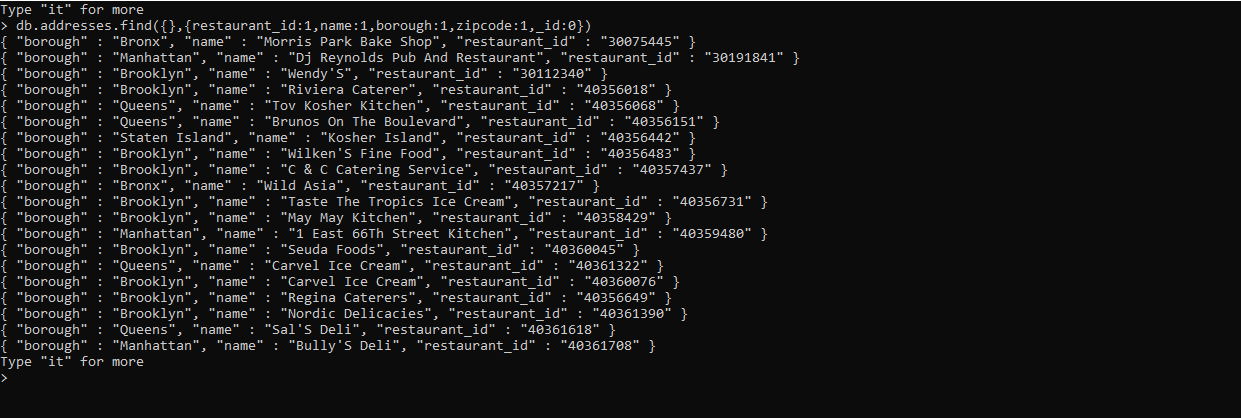 Type "it" for more
> db.addresses.find({},{restaurant_id:1,name:1,borough:1,zipcode:1,_id:0})
{ "borough" : "Bronx", "name" : "Morris Park Bake Shop", "restaurant_id" : "30075445" }
{ "borough" : "Manhattan", "name" : "Dj Reynolds Pub And Restaurant", "restaurant_id" : "30191841" }
{ "borough" : "Brooklyn", "name" : "Wendy'S", "restaurant_id" : "30112340" }
{ "borough" : "Brooklyn", "name" : "Riviera Caterer", "restaurant_id" : "40356018" }
{ "borough" : "Queens", "name" : "Tov Kosher Kitchen", "restaurant_id" : "40356068" }
{ "borough" : "Queens", "name" : "Brunos On The Boulevard", "restaurant_id" : "40356151" }
{ "borough" : "Staten Island", "name" : "Kosher Island", "restaurant_id" : "40356442" }
{ "borough" : "Brooklyn", "name" : "Wilken'S Fine Food", "restaurant_id" : "40356483" }
{ "borough" : "Brooklyn", "name" : "C & C Catering Service", "restaurant_id" : "40357437" }
{ "borough" : "Bronx", "name" : "Wild Asia", "restaurant_id" : "40357217" }
{ "borough" : "Brooklyn", "name" : "Taste The Tropics Ice Cream", "restaurant_id" : "40356731" }
{ "borough" : "Brooklyn", "name" : "May May Kitchen", "restaurant_id" : "40358429" }
{ "borough" : "Manhattan", "name" : "1 East 66Th Street Kitchen", "restaurant_id" : "40359480" }
{ "borough" : "Brooklyn", "name" : "Seuda Foods", "restaurant_id" : "40360045" }
{ "borough" : "Queens", "name" : "Carvel Ice Cream", "restaurant_id" : "40361322" }
{ "borough" : "Brooklyn", "name" : "Carvel Ice Cream", "restaurant_id" : "40360076" }
{ "borough" : "Brooklyn", "name" : "Regina Caterers", "restaurant_id" : "40356649" }
{ "borough" : "Brooklyn", "name" : "Nordic Delicacies", "restaurant_id" : "40361390" }
{ "borough" : "Queens", "name" : "Sal'S Deli", "restaurant_id" : "40361618" }
{ "borough" : "Manhattan", "name" : "Bully'S Deli", "restaurant_id" : "40361708" }
Type "it" for more
>